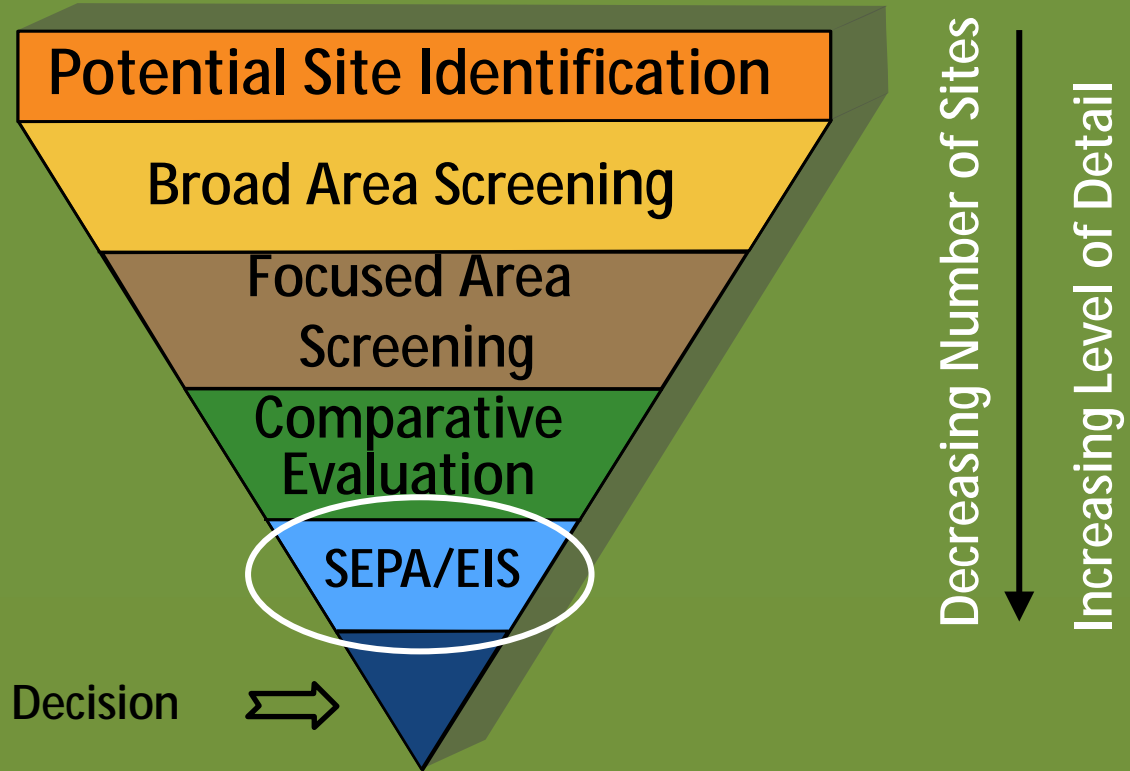 Potential Site Identification
Broad Area Screening
Focused Area
Screening
Comparative
Evaluation
SEPA/EIS
Decision
Decreasing Number of Sites
Increasing Level of Detail